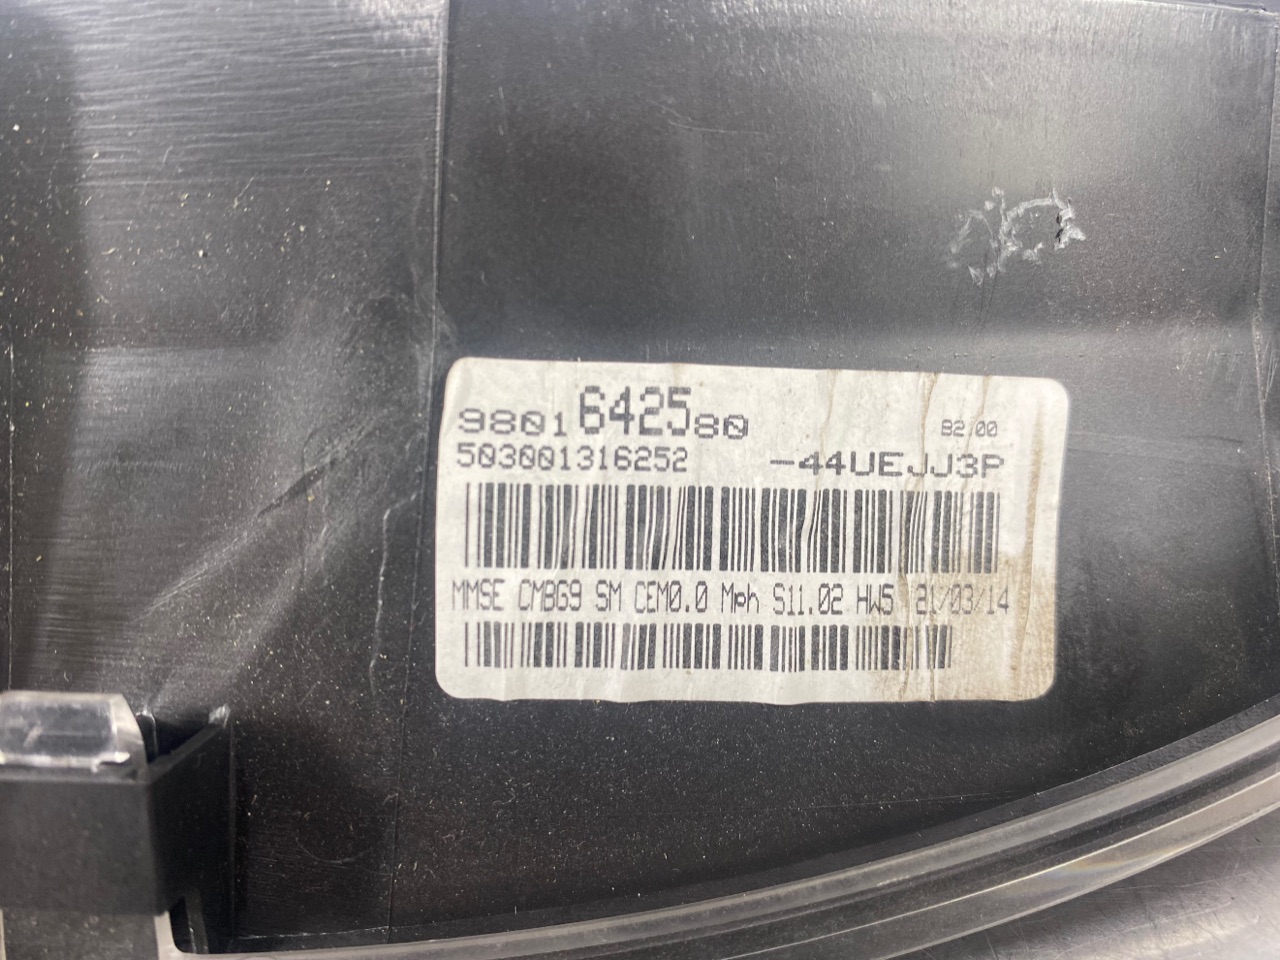 9801642580 B2.00
503001316252 -44UEJJ3P
MMSE CMBG9 SM CEM0.0 Mph S11.02 HW5 21/03/14